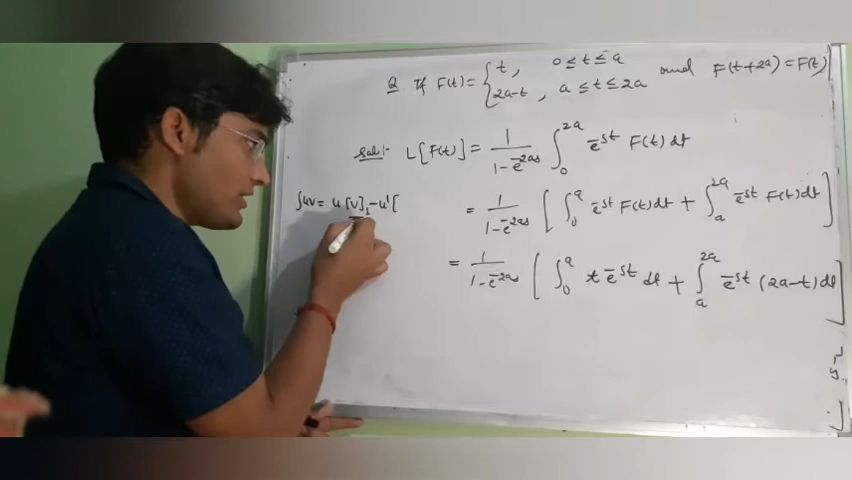 Q If F(t) = { t, 0 ≤ t ≤ a and F(t+2a) = F(t)
2a-t, a ≤ t ≤ 2a
Sol:- L[F(t)] = 1/(1-e^{-2as}) ∫_0^{2a} e^{-st} F(t) dt
∫uv = u[v]_1 - u'[
= 1/(1-e^{-2as}) [ ∫_0^a e^{-st} F(t) dt + ∫_a^{2a} e^{-st} F(t) dt ]
= 1/(1-e^{-2as}) [ ∫_0^a t e^{-st} dt + ∫_a^{2a} e^{-st} (2a-t) dt ]